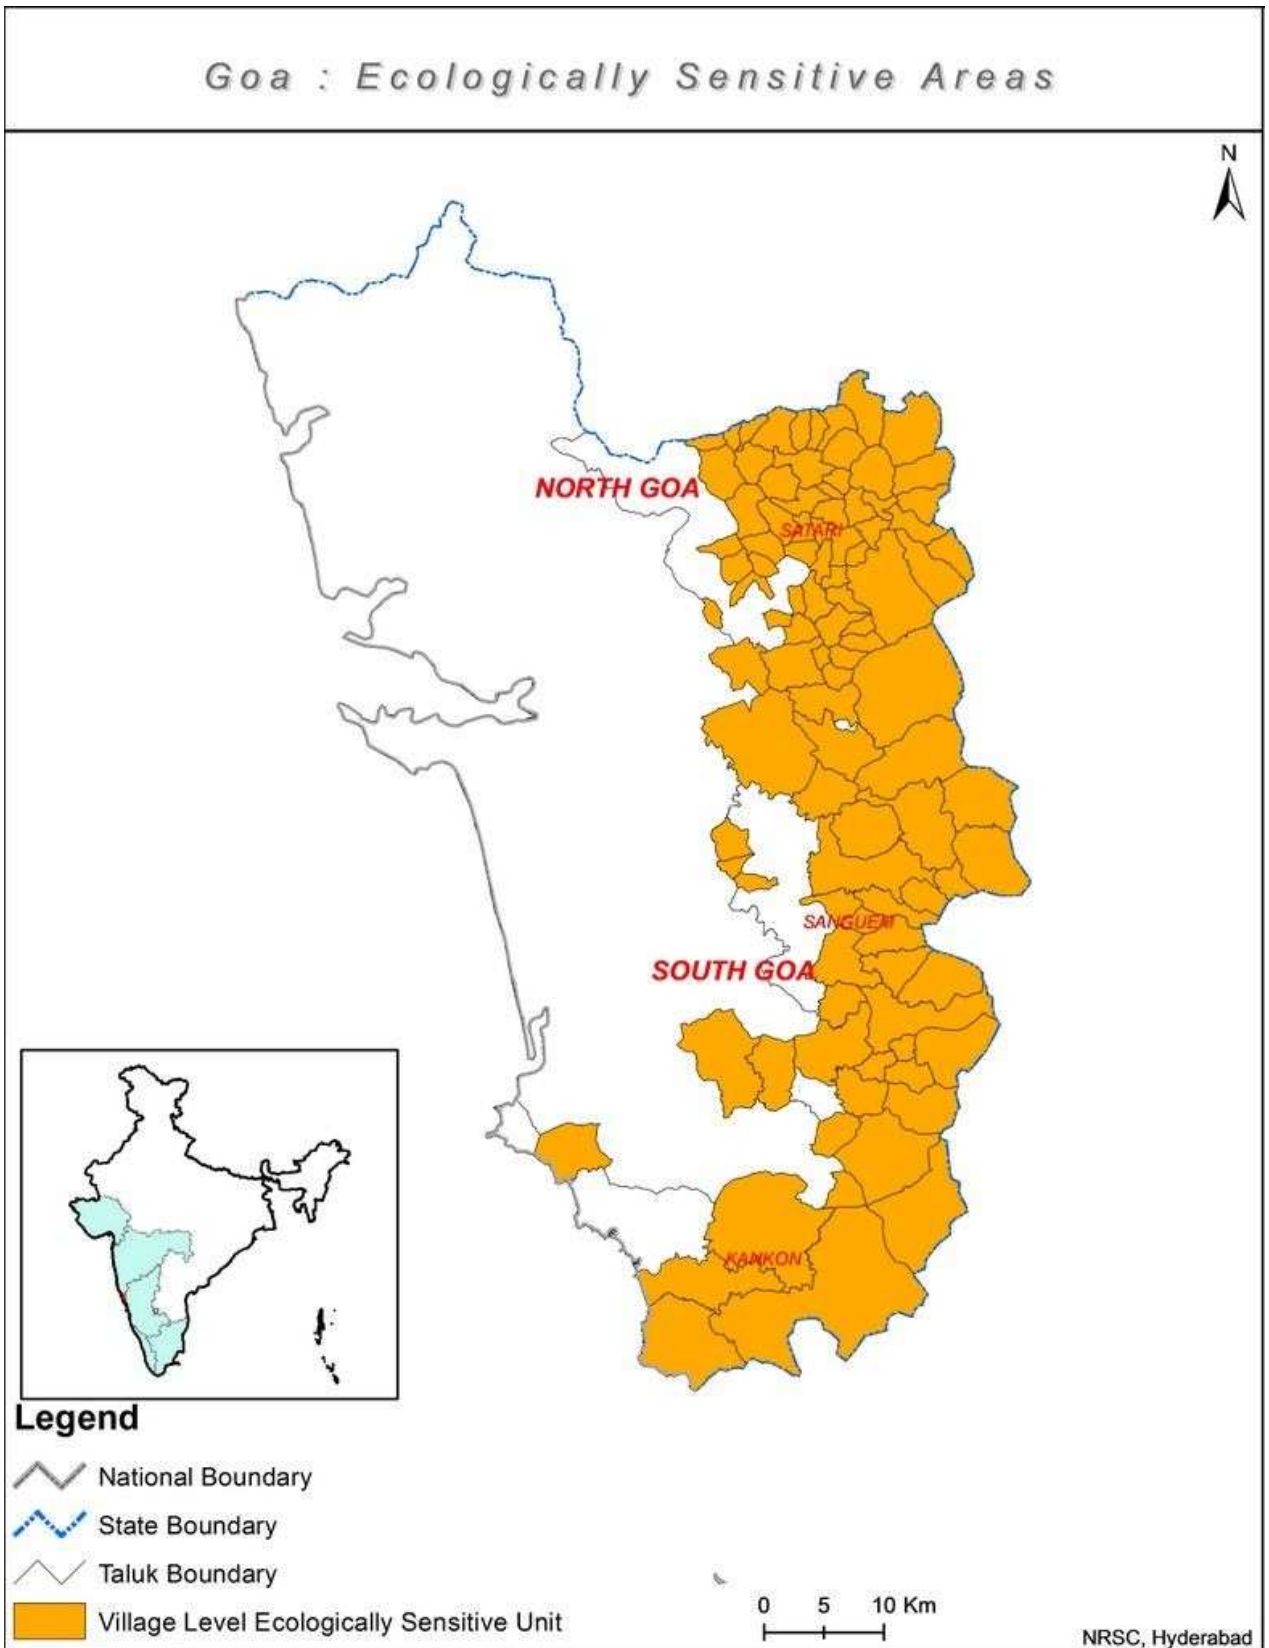 Goa : Ecologically Sensitive Areas
N
NORTH GOA
SATARI
SANGUEM
SOUTH GOA
KANKON
Legend
National Boundary
State Boundary
Taluk Boundary
Village Level Ecologically Sensitive Unit
0 5 10 Km
NRSC, Hyderabad